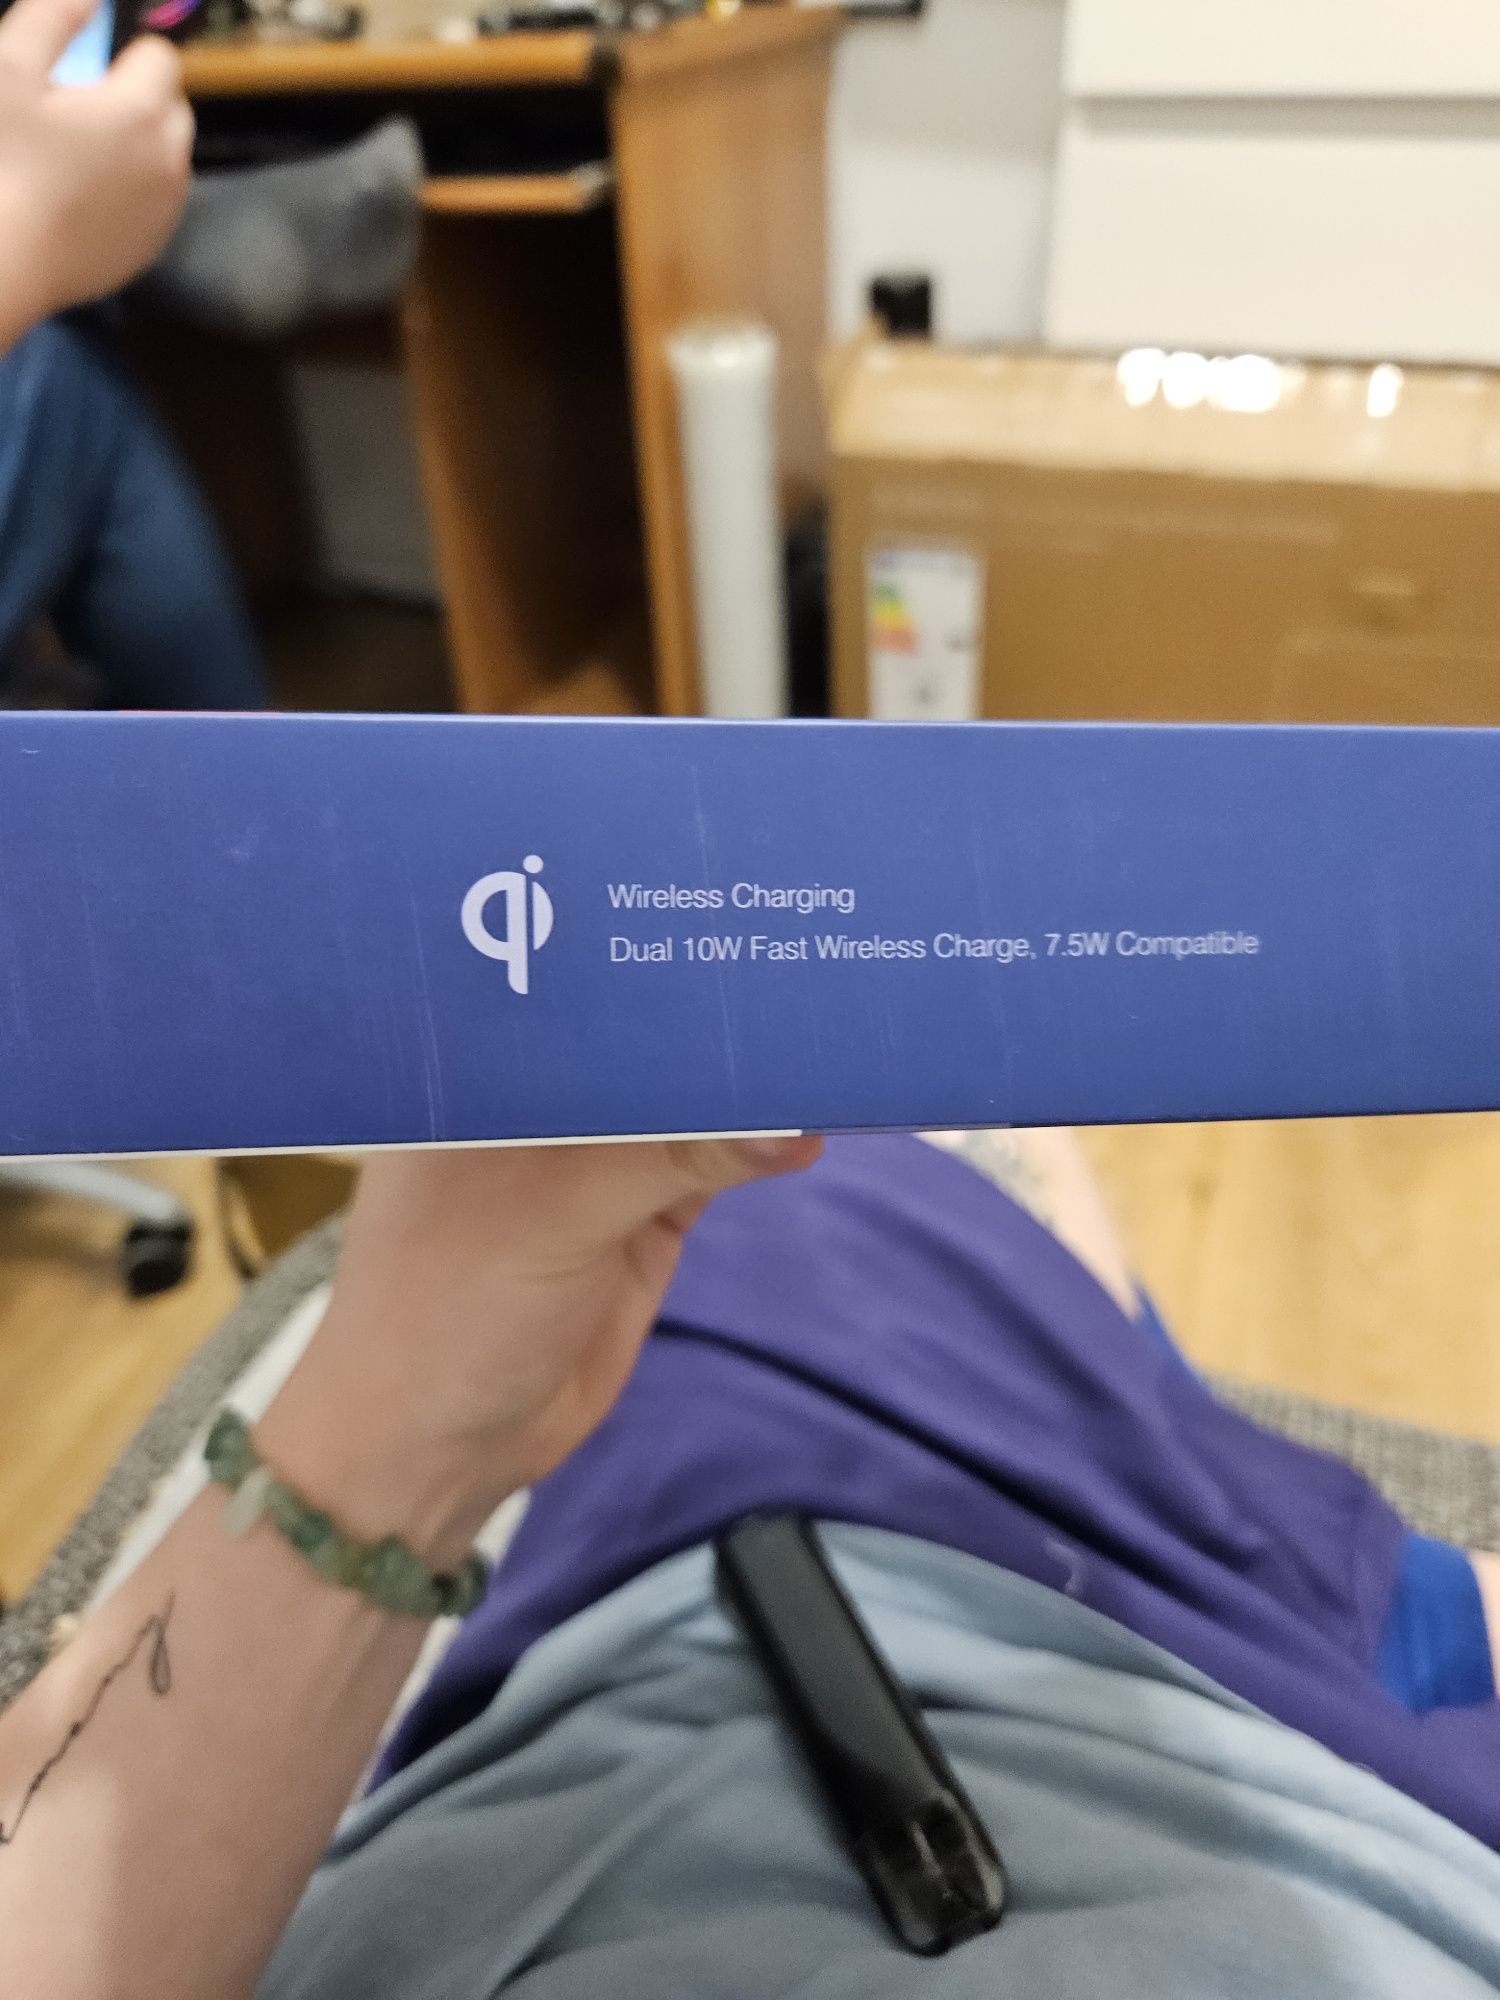 qi
Wireless Charging
Dual 10W Fast Wireless Charge, 7.5W Compatible